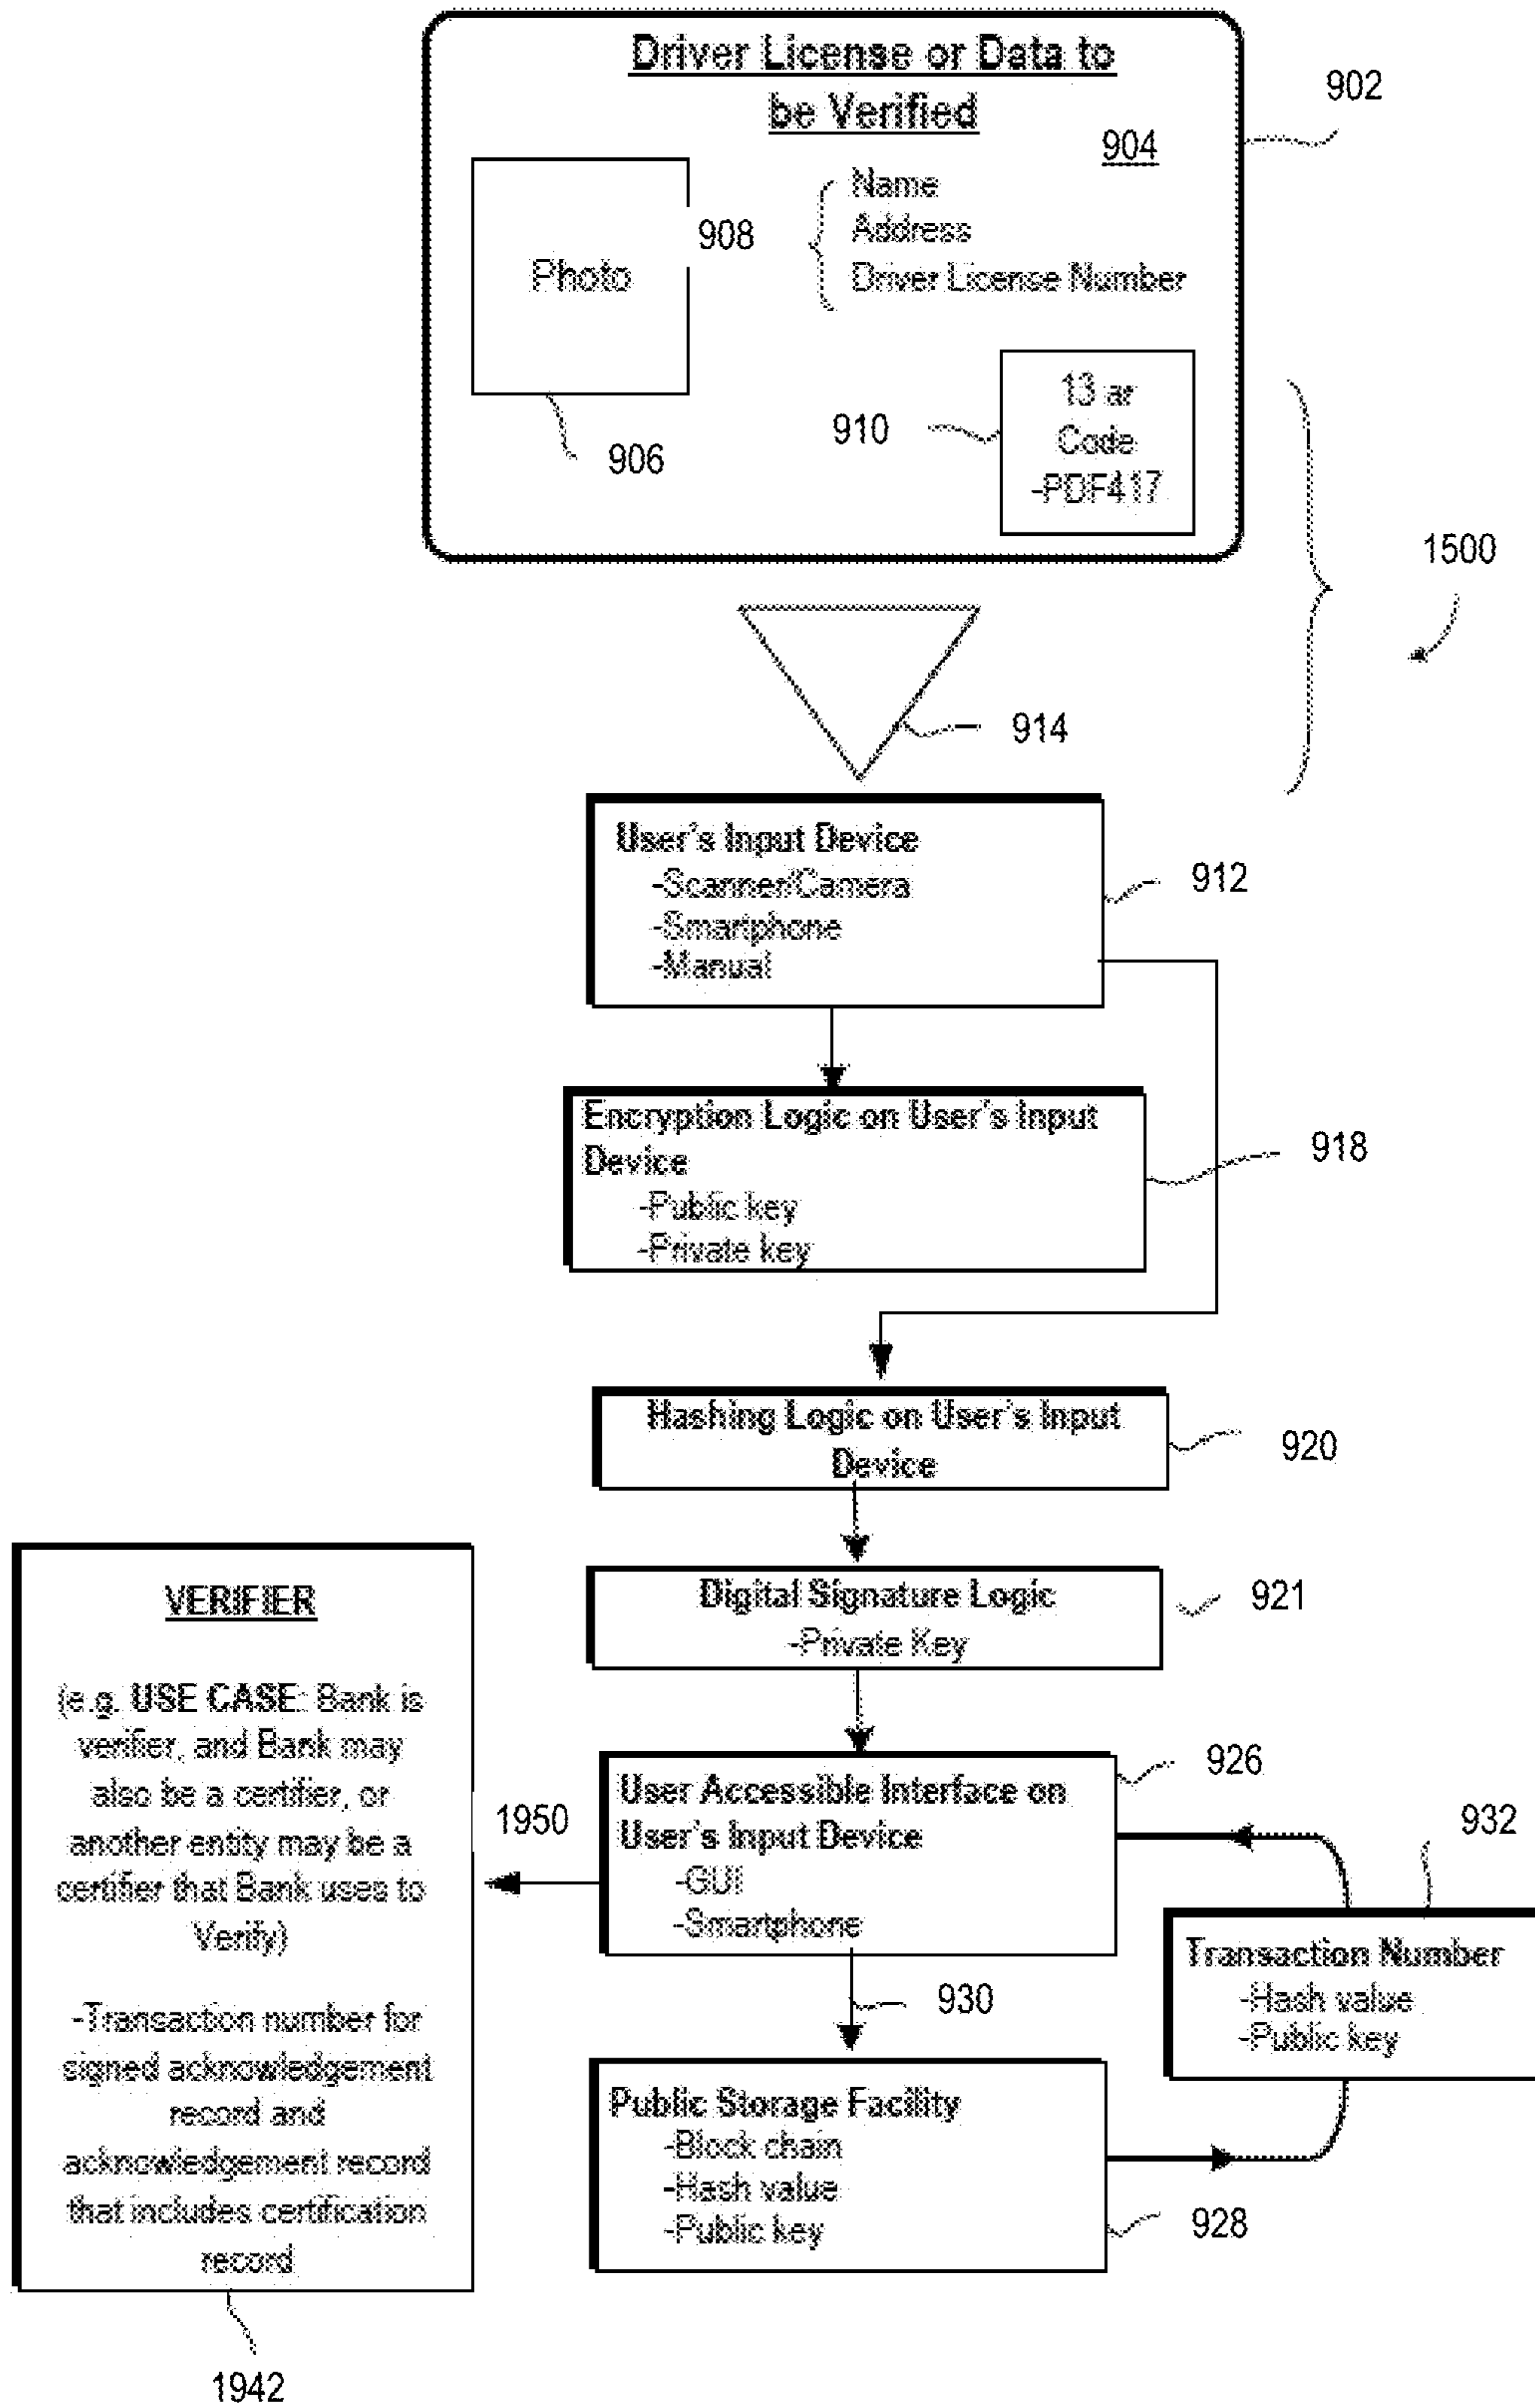 Driver License or Data to
be Verified
902
904
Name
Address
Driver License Number
908
Photo
906
910
13 ar
Code
-PDF417
1500
914
User's Input Device
-Scanner/Camera
-Smartphone
-Manual
912
Encryption Logic on User's Input
Device
-Public key
-Private key
918
Hashing Logic on User's Input
Device
920
Digital Signature Logic
-Private Key
921
User Accessible Interface on
User's Input Device
-GUI
-Smartphone
926
1950
932
Transaction Number
-Hash value
-Public key
930
Public Storage Facility
-Block chain
-Hash value
-Public key
928
VERIFIER
(e.g. USE CASE: Bank is
verifier, and Bank may
also be a certifier, or
another entity may be a
certifier that Bank uses to
Verify)
-Transaction number for
signed acknowledgement
record and
acknowledgement record
that includes certification
record
1942